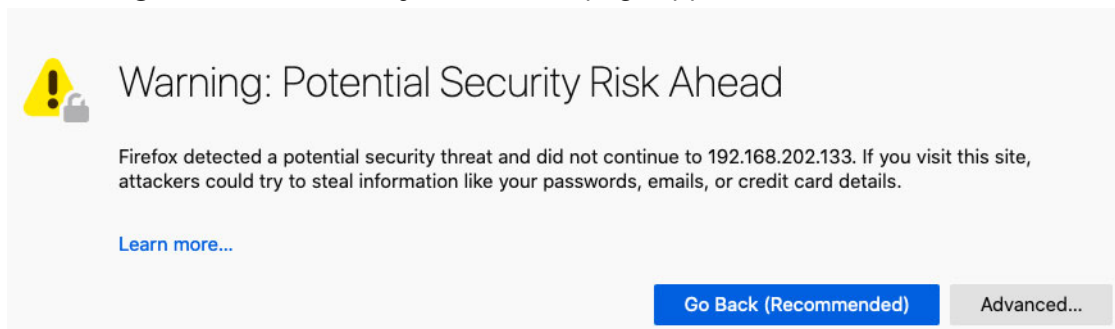 Warning: Potential Security Risk Ahead
Firefox detected a potential security threat and did not continue to 192.168.202.133. If you visit this site,
attackers could try to steal information like your passwords, emails, or credit card details.
Learn more...
Go Back (Recommended)
Advanced...